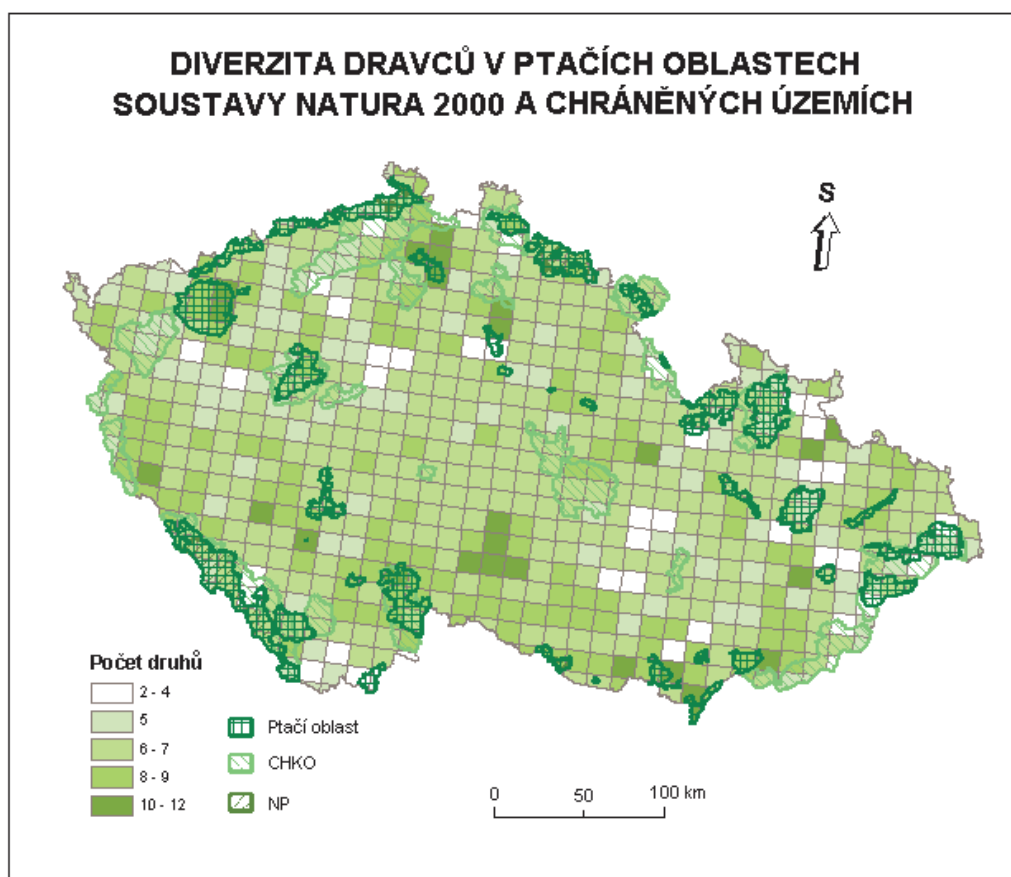 DIVERZITA DRAVCŮ V PTAČÍCH OBLASTECH
SOUSTAVY NATURA 2000 A CHRÁNĚNÝCH ÚZEMÍCH
S
Počet druhů
2 - 4
5
6 - 7
8 - 9
10 - 12
Ptačí oblast
CHKO
NP
0 50 100 km